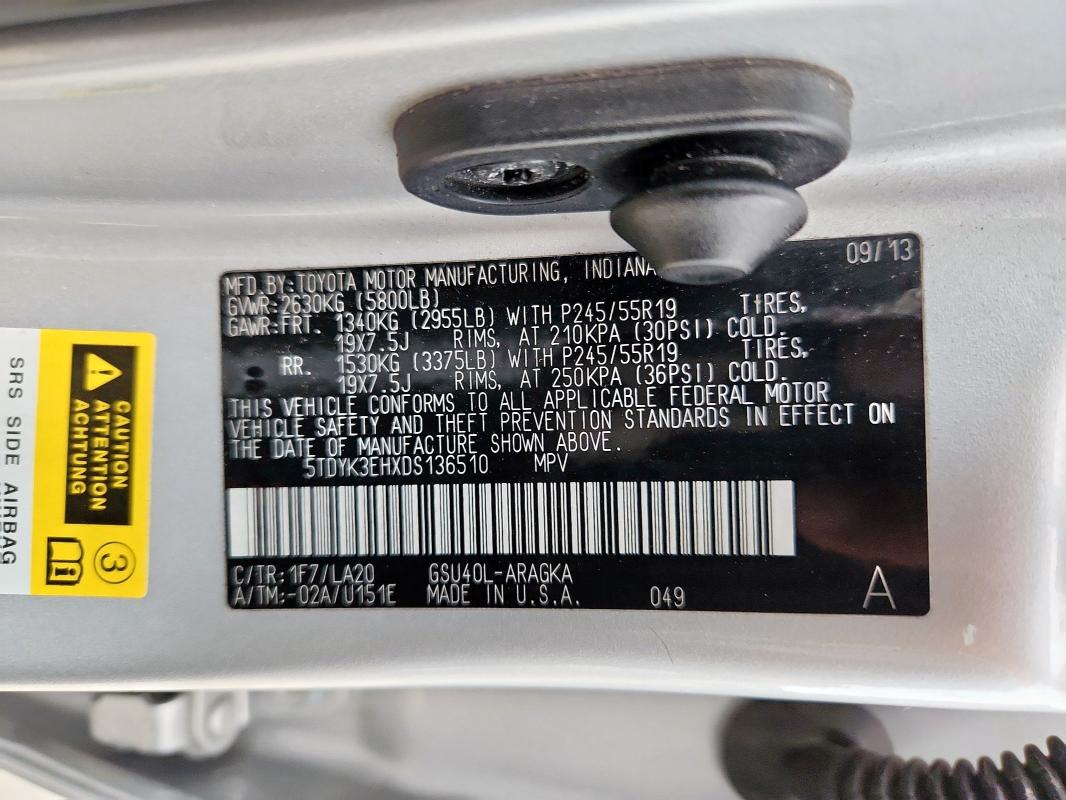 09/13
MFD.BY:TOYOTA MOTOR MANUFACTURING, INDIANA
GVWR:2630KG (5800LB)
GAWR:FRT. 1340KG (2955LB) WITH P245/55R19 TIRES,
19X7.5J RIMS, AT 210KPA (30PSI) COLD.
RR. 1530KG (3375LB) WITH P245/55R19 TIRES,
19X7.5J RIMS, AT 250KPA (36PSI) COLD.
THIS VEHICLE CONFORMS TO ALL APPLICABLE FEDERAL MOTOR
VEHICLE SAFETY AND THEFT PREVENTION STANDARDS IN EFFECT ON
THE DATE OF MANUFACTURE SHOWN ABOVE.
5TDYK3EHXDS136510 MPV
C/TR:1F7/LA20 GSU40L-ARAGKA
A/TM:-02A/U151E MADE IN U.S.A. 049 A
CAUTION
ATTENTION
ACHTUNG
3
SRS SIDE AIRBAG